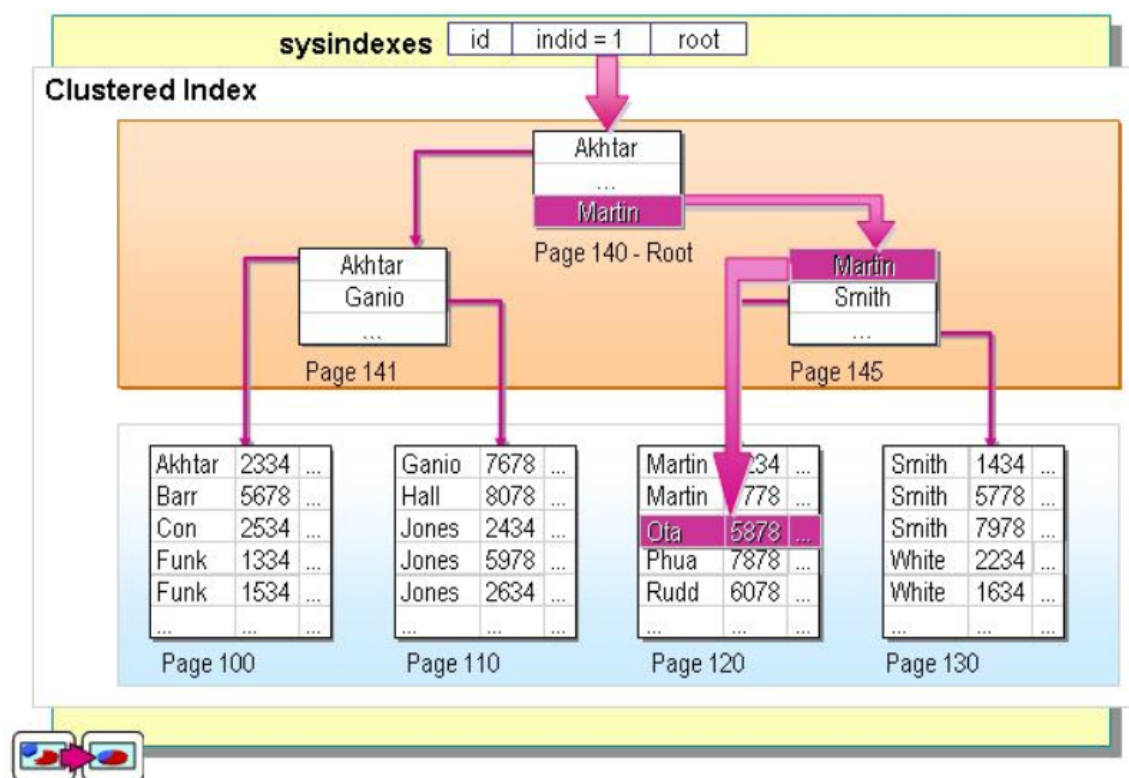 sysindexes id indid = 1 root
Clustered Index
Akhtar
...
Martin
Page 140 - Root
Akhtar
Ganio
...
Page 141
Martin
Smith
...
Page 145
Akhtar 2334 ...
Barr 5678 ...
Con 2534 ...
Funk 1334 ...
Funk 1534 ...
... ... ...
Page 100
Ganio 7678 ...
Hall 8078 ...
Jones 2434 ...
Jones 5978 ...
Jones 2634 ...
... ... ...
Page 110
Martin ...
Martin ...
Ota 5878 ...
Phua 7878 ...
Rudd 6078 ...
... ... ...
Page 120
Smith 1434 ...
Smith 5778 ...
Smith 7978 ...
White 2234 ...
White 1634 ...
... ... ...
Page 130